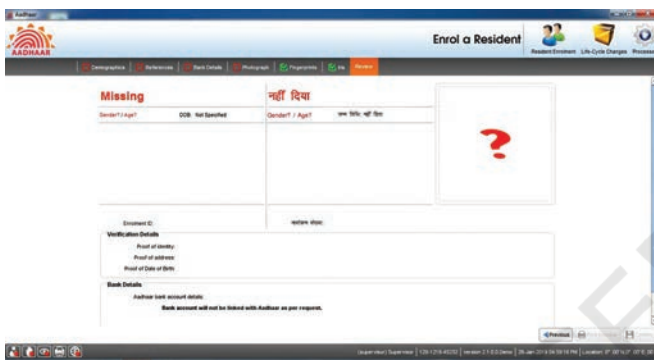 Aadhaar
AADHAAR
Enrol a Resident
Resident Enrolment Life-Cycle Changes
Demographics References Bank Details Photograph Fingerprints Iris Review
Missing नहीं दिया
Gender? / Age? DOB: Not Specified Gender? / Age? जन्म तिथि: नहीं दिया
?
Enrolment ID:
Verification Details
Proof of Identity:
Proof of address:
Proof of Date of Birth:
Bank Details
Aadhaar bank account details:
Bank account will not be linked with Aadhaar as per request.
Previous